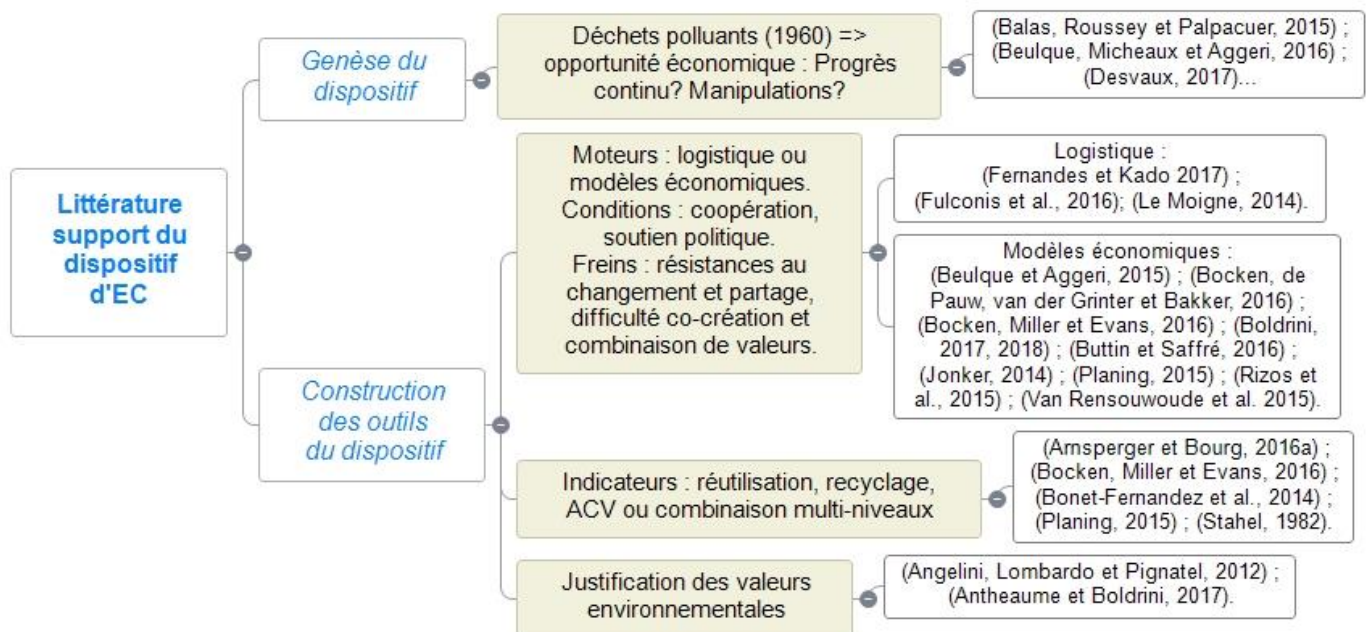 Littérature
support du
dispositif
d'EC
Genèse du
dispositif
Déchets polluants (1960) =>
opportunité économique : Progrès
continu? Manipulations?
(Balas, Roussey et Palpacuer, 2015) ;
(Beulque, Micheaux et Aggeri, 2016) ;
(Desvaux, 2017)...
Construction
des outils
du dispositif
Moteurs : logistique ou
modèles économiques.
Conditions : coopération,
soutien politique.
Freins : résistances au
changement et partage,
difficulté co-création et
combinaison de valeurs.
Logistique :
(Fernandes et Kado 2017) ;
(Fulconis et al., 2016); (Le Moigne, 2014).
Modèles économiques :
(Beulque et Aggeri, 2015) ; (Bocken, de
Pauw, van der Grinter et Bakker, 2016) ;
(Bocken, Miller et Evans, 2016) ; (Boldrini,
2017, 2018) ; (Buttin et Saffré, 2016) ;
(Jonker, 2014) ; (Planing, 2015) ; (Rizos et
al., 2015) ; (Van Rensouwoude et al. 2015).
Indicateurs : réutilisation, recyclage,
ACV ou combinaison multi-niveaux
(Arnsperger et Bourg, 2016a) ;
(Bocken, Miller et Evans, 2016) ;
(Bonet-Fernandez et al., 2014) ;
(Planing, 2015) ; (Stahel, 1982).
Justification des valeurs
environnementales
(Angelini, Lombardo et Pignatel, 2012) ;
(Antheaume et Boldrini, 2017).